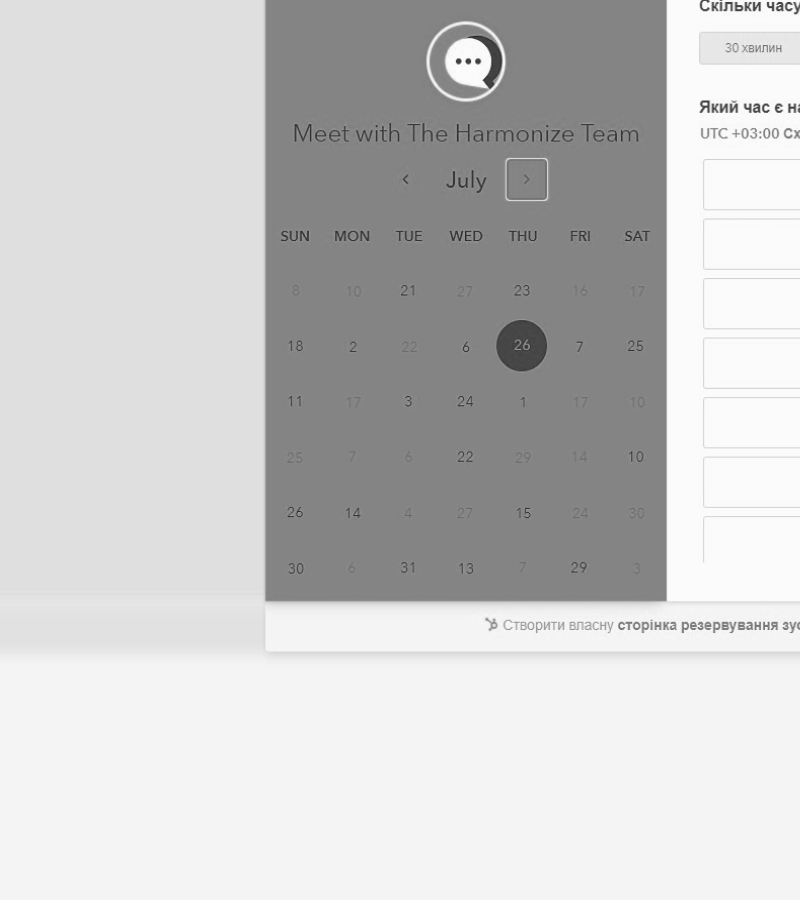 Скільки часу
30 хвилин
Meet with The Harmonize Team
Який час є на
UTC +03:00 Сх
July
SUN MON TUE WED THU FRI SAT
8 10 21 27 23 16 17
18 2 22 6 26 7 25
11 17 3 24 1 17 10
25 7 6 22 29 14 10
26 14 4 27 15 24 30
30 6 31 13 7 29 3
Створити власну сторінка резервування зус